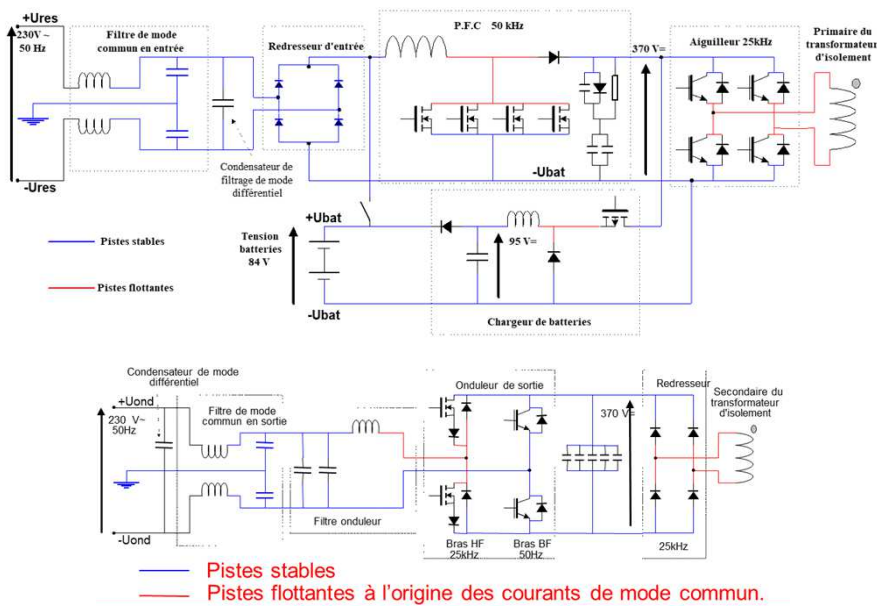 +Ures
230V ~
50 Hz
Filtre de mode
commun en entrée
Redresseur d'entrée
P.F.C 50 kHz
370 V=
Aiguilleur 25kHz
Primaire du
transformateur
d'isolement
-Ures
Condensateur de
filtrage de mode
différentiel
-Ubat
+Ubat
Tension
batteries
84 V
95 V=
-Ubat
Chargeur de batteries
Pistes stables
Pistes flottantes
Condensateur de mode
différentiel
+Uond
230 V~
50Hz
Filtre de mode
commun en sortie
Onduleur de sortie
370 V=
Redresseur
Secondaire du
transformateur
d'isolement
Filtre onduleur
-Uond
Bras HF
25kHz
Bras BF
50Hz
25kHz
Pistes stables
Pistes flottantes à l'origine des courants de mode commun.